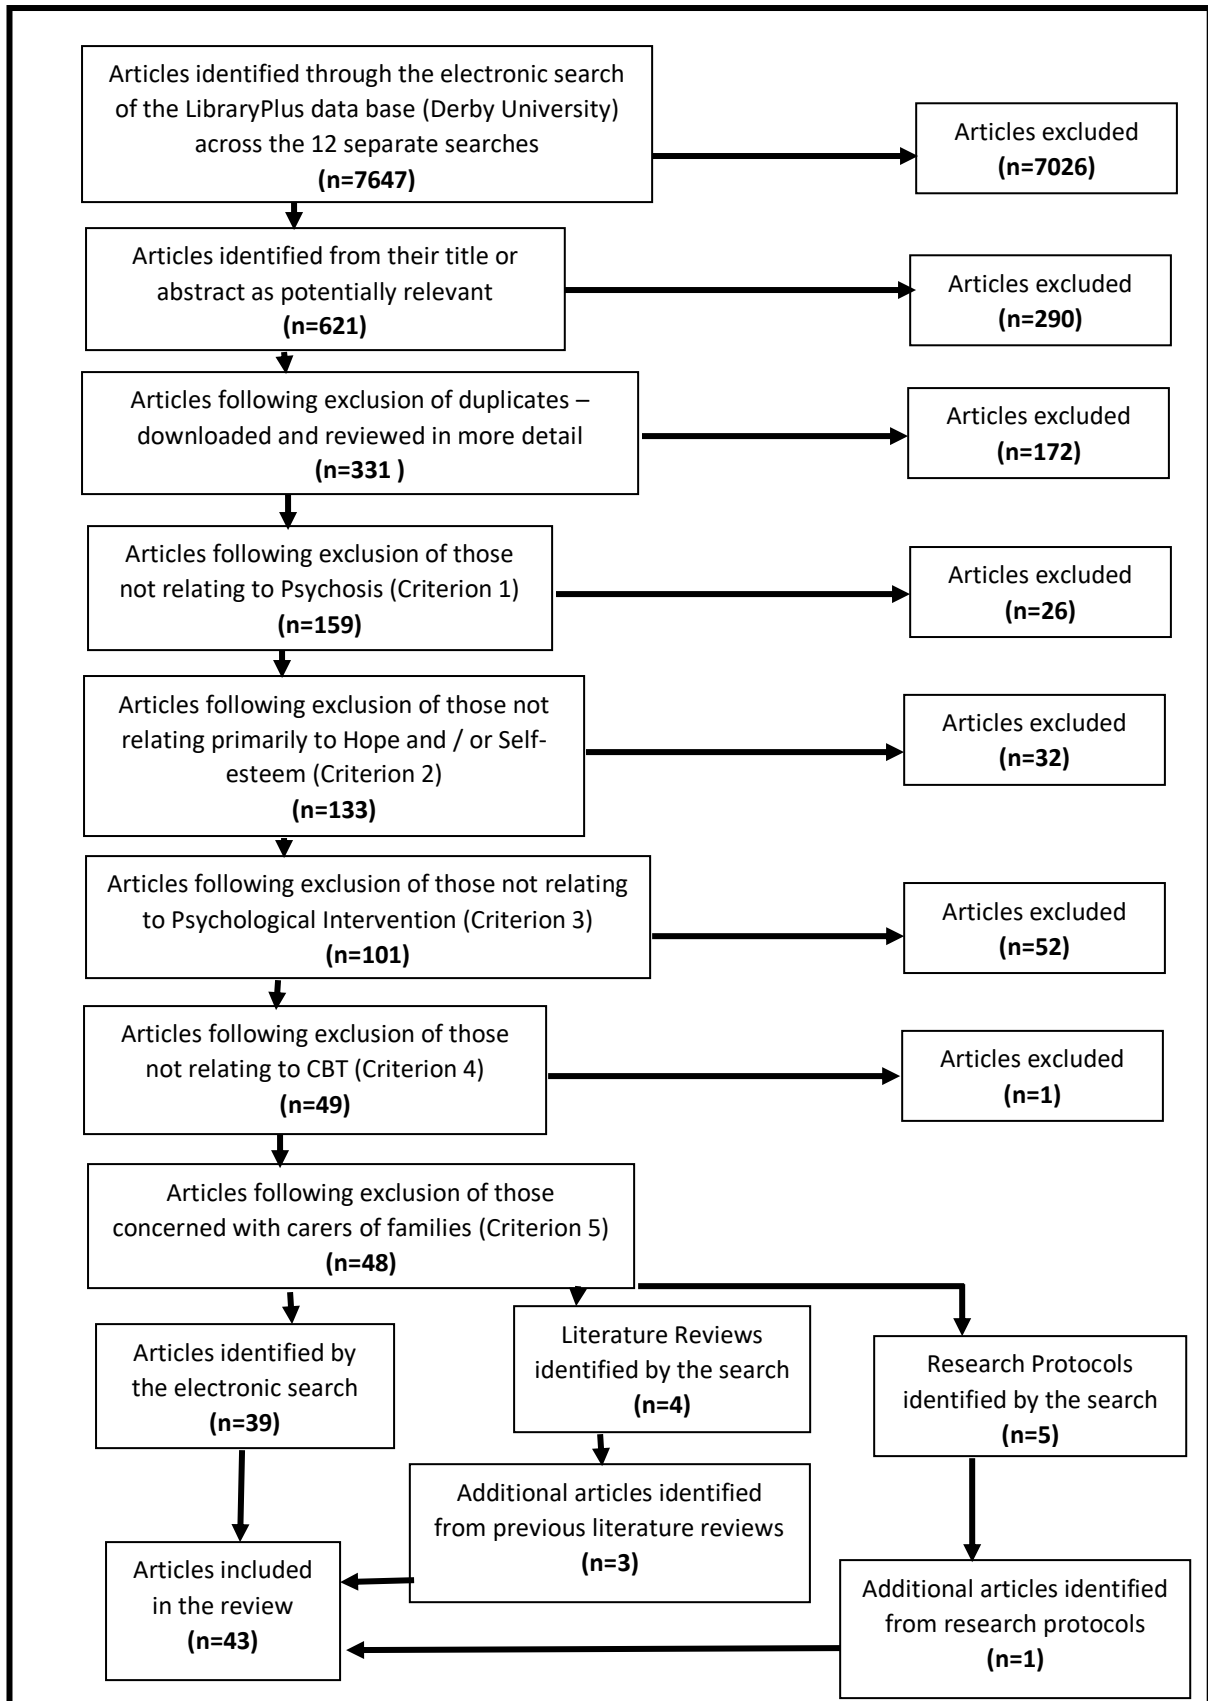 Articles identified through the electronic search
of the LibraryPlus data base (Derby University)
across the 12 separate searches
(n=7647)
Articles excluded
(n=7026)
Articles identified from their title or
abstract as potentially relevant
(n=621)
Articles excluded
(n=290)
Articles following exclusion of duplicates –
downloaded and reviewed in more detail
(n=331 )
Articles excluded
(n=172)
Articles following exclusion of those
not relating to Psychosis (Criterion 1)
(n=159)
Articles excluded
(n=26)
Articles following exclusion of those not
relating primarily to Hope and / or Self-
esteem (Criterion 2)
(n=133)
Articles excluded
(n=32)
Articles following exclusion of those not relating
to Psychological Intervention (Criterion 3)
(n=101)
Articles excluded
(n=52)
Articles following exclusion of those
not relating to CBT (Criterion 4)
(n=49)
Articles excluded
(n=1)
Articles following exclusion of those
concerned with carers of families (Criterion 5)
(n=48)
Articles identified by
the electronic search
(n=39)
Literature Reviews
identified by the search
(n=4)
Research Protocols
identified by the search
(n=5)
Additional articles identified
from previous literature reviews
(n=3)
Articles included
in the review
(n=43)
Additional articles identified
from research protocols
(n=1)